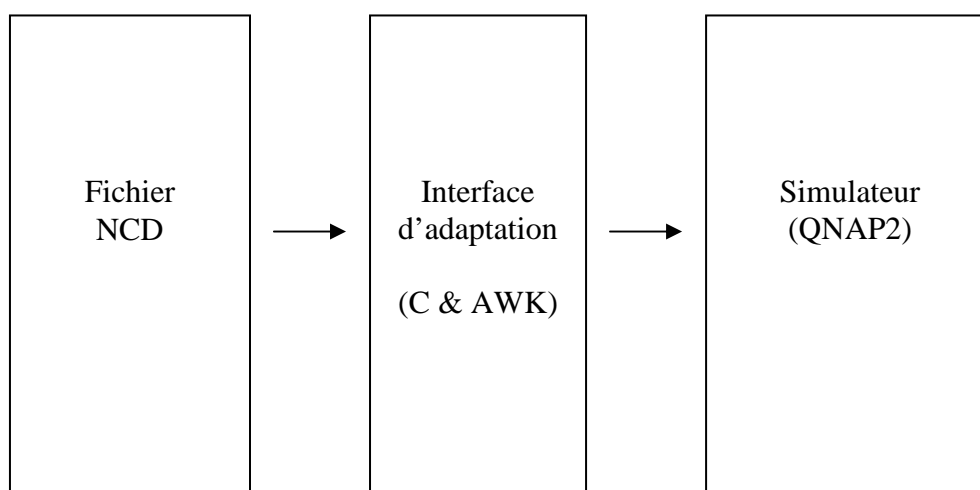 Fichier
NCD
Interface
d’adaptation
(C & AWK)
Simulateur
(QNAP2)